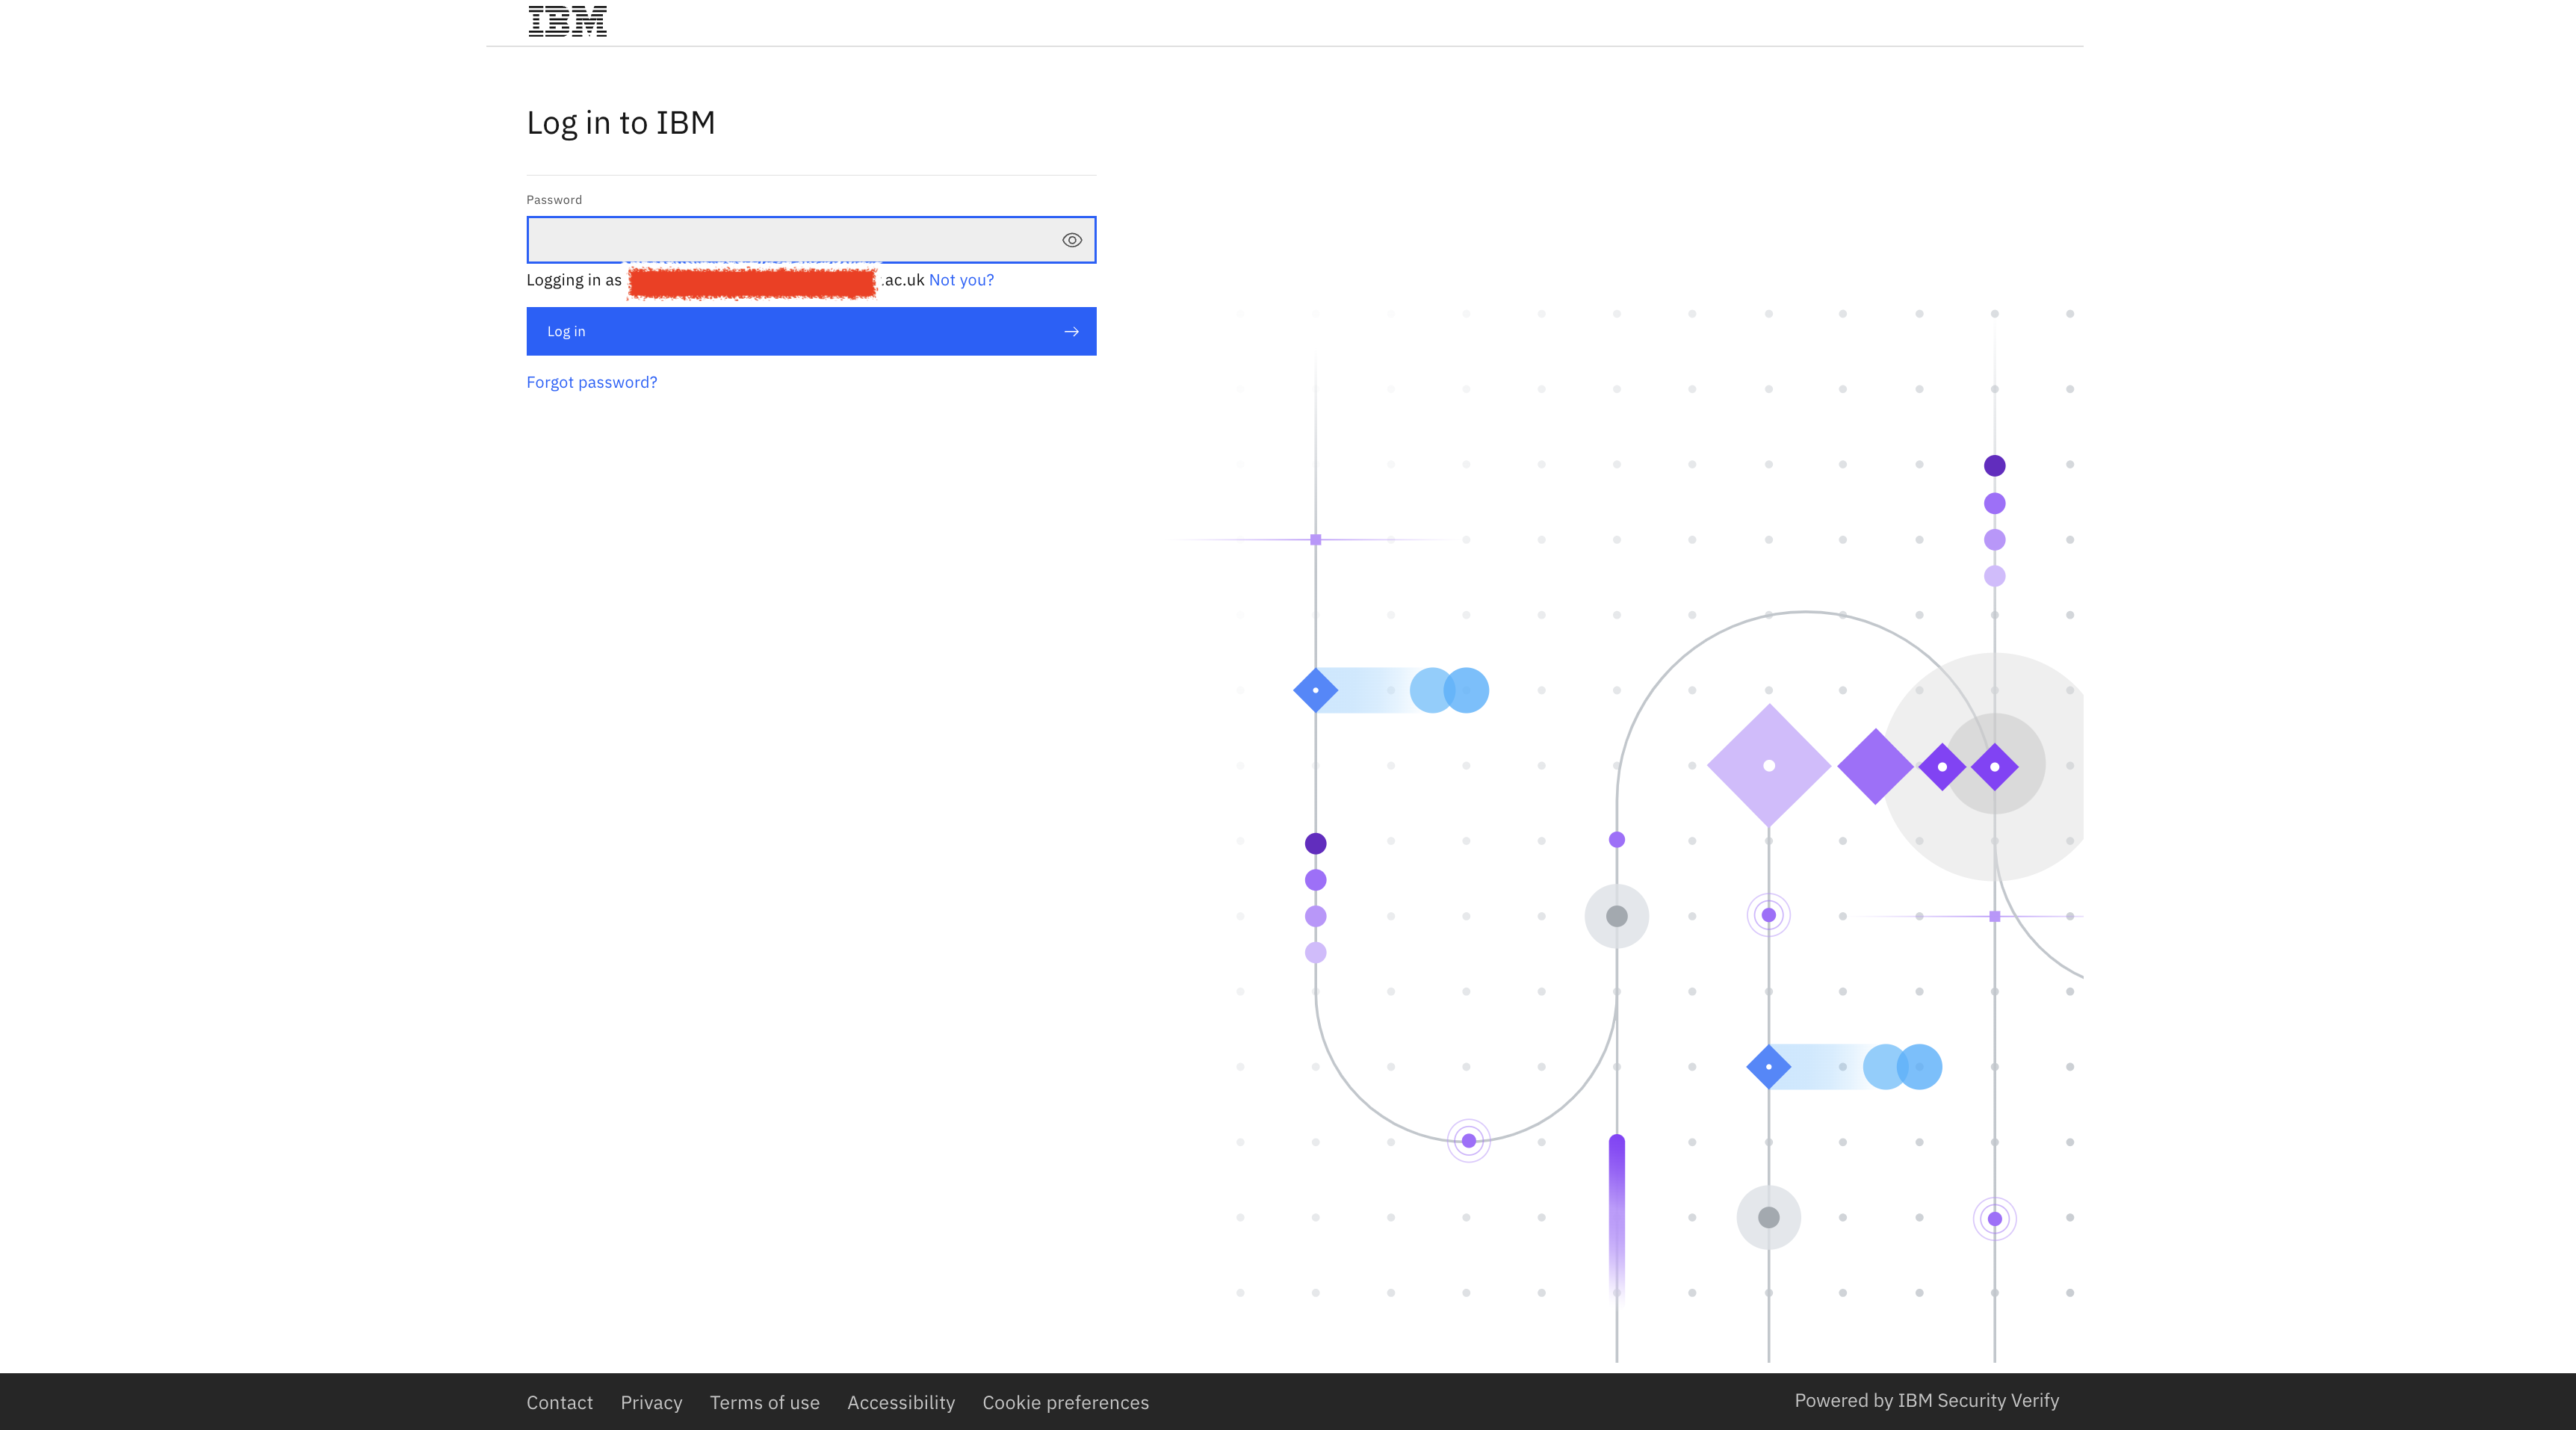 IBM
Log in to IBM
Password
Logging in as .ac.uk Not you?
Log in
Forgot password?
Contact Privacy Terms of use Accessibility Cookie preferences
Powered by IBM Security Verify